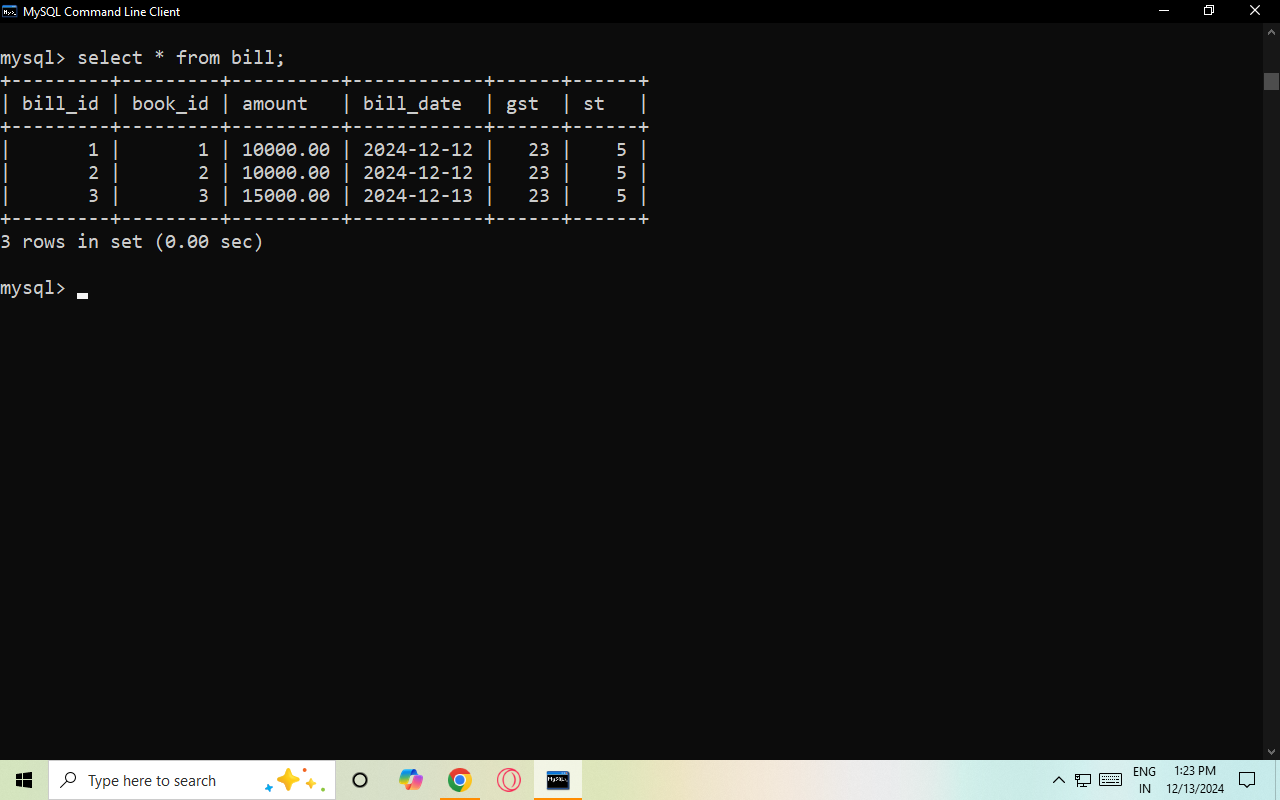 MySQL Command Line Client
mysql> select * from bill;
+---------+---------+----------+------------+------+------+
| bill_id | book_id | amount   | bill_date  | gst  | st   |
+---------+---------+----------+------------+------+------+
|       1 |       1 | 10000.00 | 2024-12-12 |   23 |    5 |
|       2 |       2 | 10000.00 | 2024-12-12 |   23 |    5 |
|       3 |       3 | 15000.00 | 2024-12-13 |   23 |    5 |
+---------+---------+----------+------------+------+------+
3 rows in set (0.00 sec)
mysql>
Type here to search
ENG
IN
1:23 PM
12/13/2024